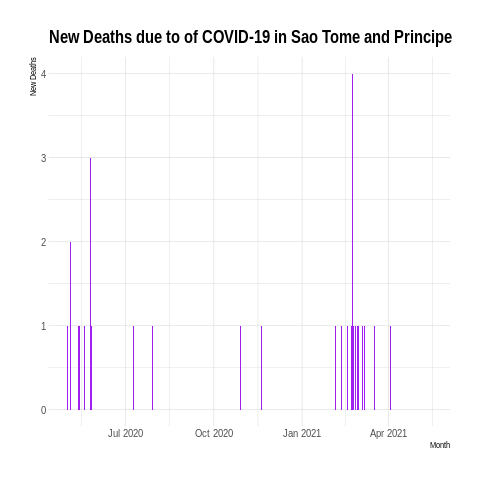 New Deaths due to of COVID-19 in Sao Tome and Principe
New Deaths
4
3
2
1
0
Jul 2020 Oct 2020 Jan 2021 Apr 2021
Month